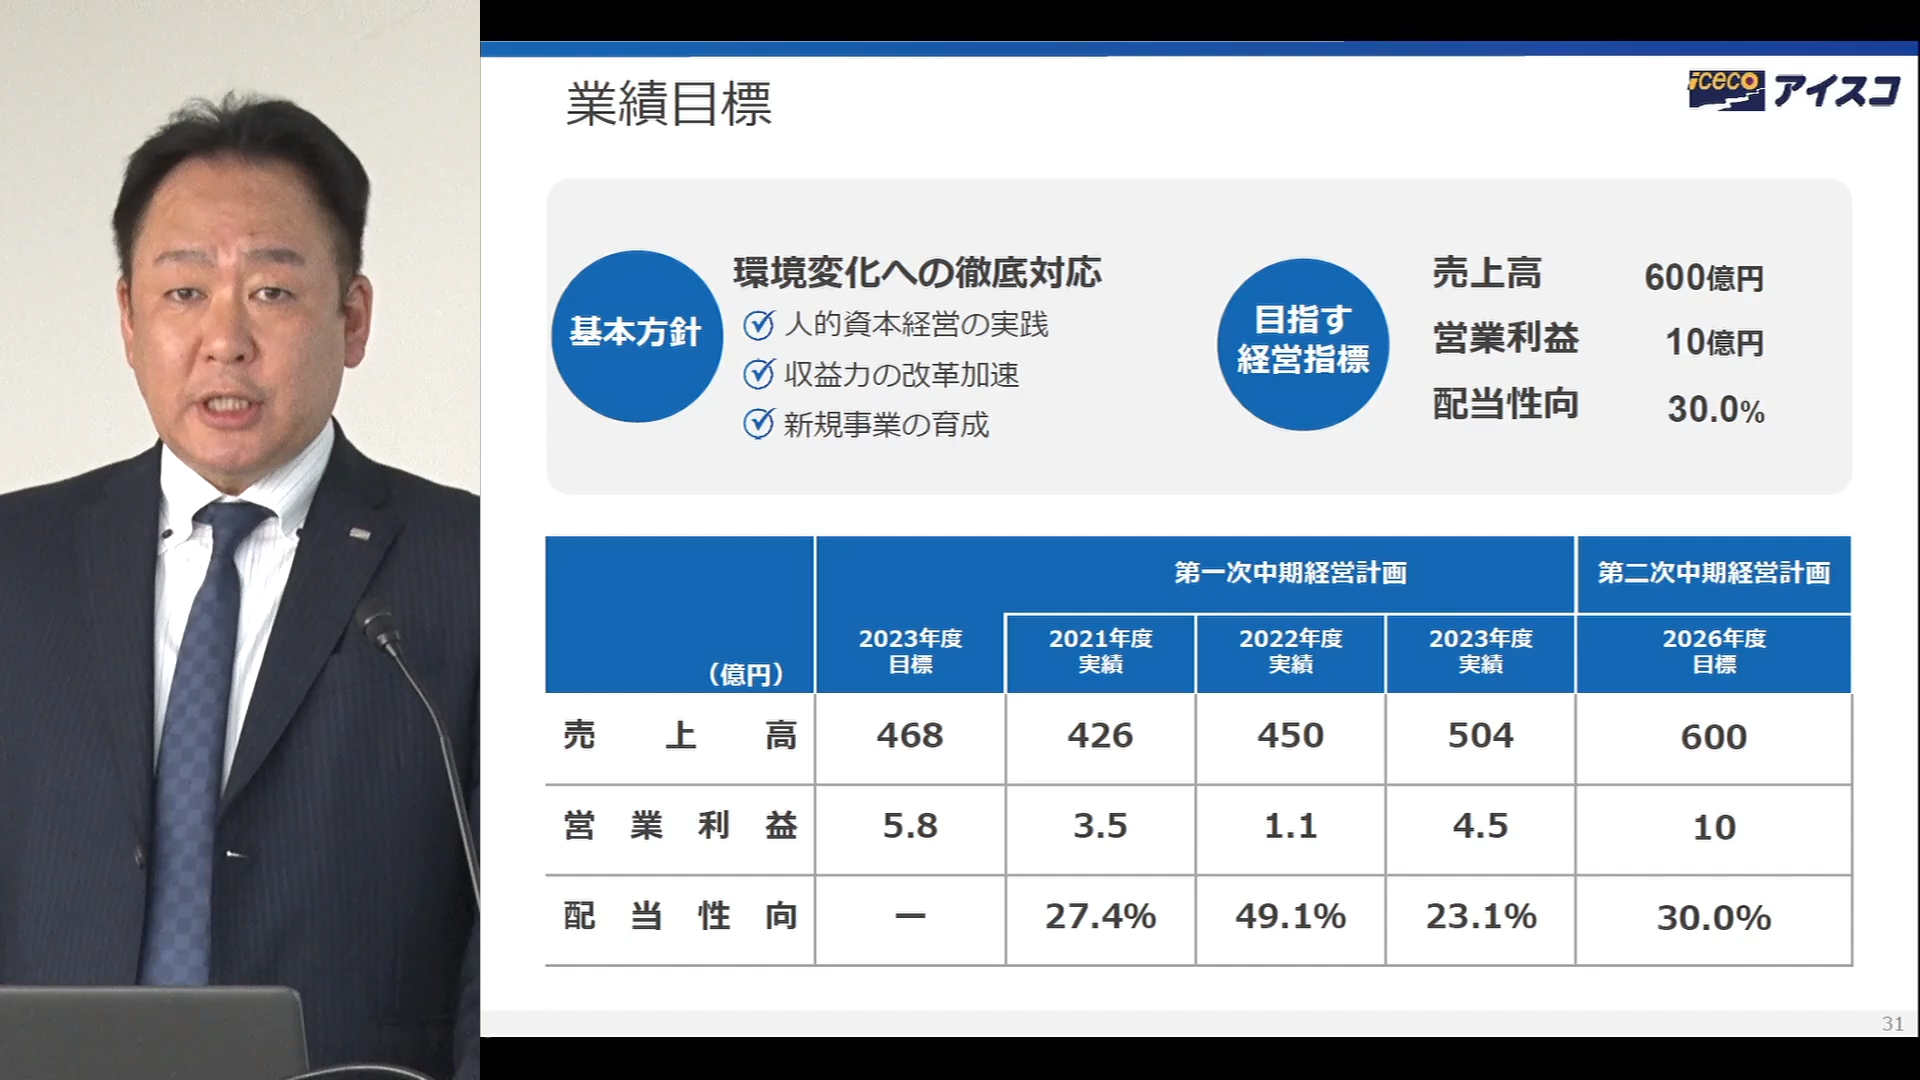 業績目標
iceco アイスコ
基本方針
環境変化への徹底対応
人的資本経営の実践
収益力の改革加速
新規事業の育成
目指す
経営指標
売上高 600億円
営業利益 10億円
配当性向 30.0%
第一次中期経営計画 第二次中期経営計画
(億円) 2023年度 目標 2021年度 実績 2022年度 実績 2023年度 実績 2026年度 目標
売上高 468 426 450 504 600
営業利益 5.8 3.5 1.1 4.5 10
配当性向 ー 27.4% 49.1% 23.1% 30.0%
31